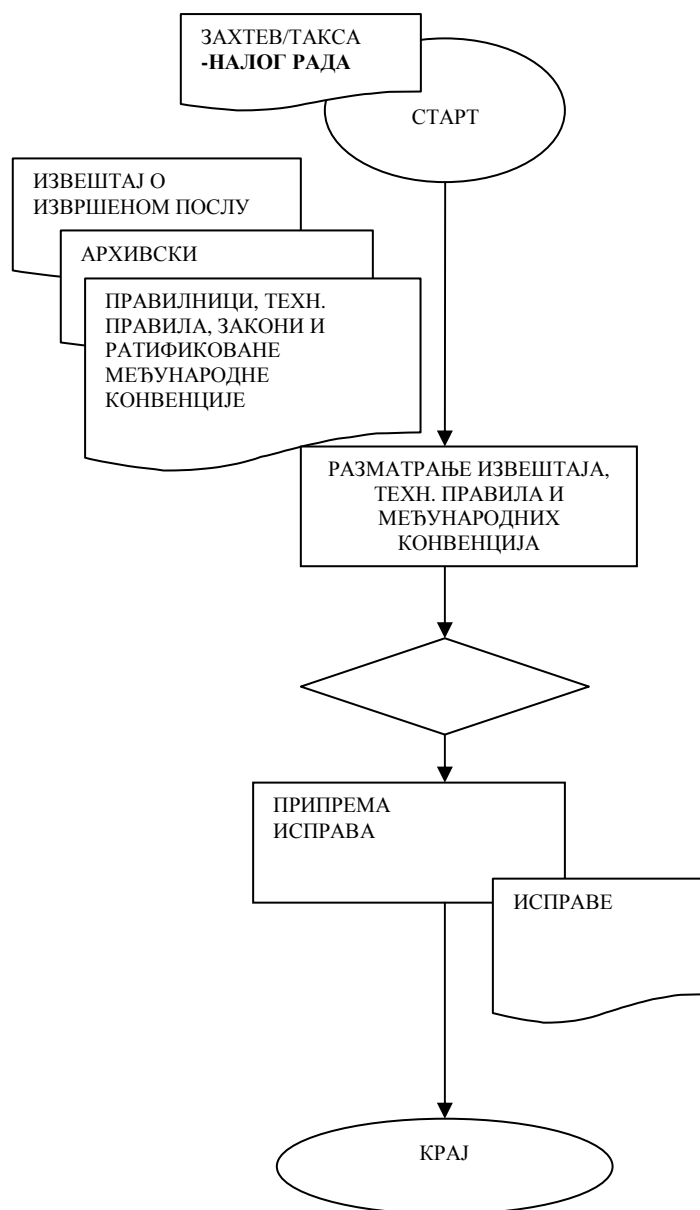 ЗАХТЕВ/ТАКСА
-НАЛОГ РАДА
СТАРТ
ИЗВЕШТАЈ О
ИЗВРШЕНОМ ПОСЛУ
АРХИВСКИ
ПРАВИЛНИЦИ, ТЕХН.
ПРАВИЛА, ЗАКОНИ И
РАТИФИКОВАНЕ
МЕЂУНАРОДНЕ
КОНВЕНЦИЈЕ
РАЗМАТРАЊЕ ИЗВЕШТАЈА,
ТЕХН. ПРАВИЛА И
МЕЂУНАРОДНИХ
КОНВЕНЦИЈА
ПРИПРЕМА
ИСПРАВА
ИСПРАВЕ
КРАЈ